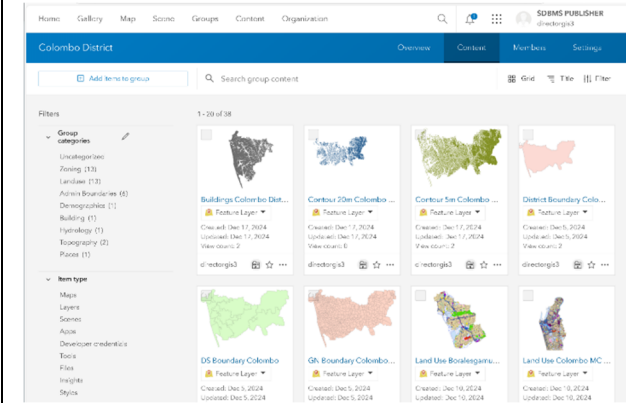 Home Gallery Map Scene Groups Content Organization
SDBMS PUBLISHER
directorgis3
Colombo District
Overview Content Members Settings
Add items to group
Search group content
Grid Title Filter
Filters
1 - 20 of 38
Group categories
Uncategorized
Zoning (13)
Landuse (13)
Admin Boundaries (6)
Demographics (1)
Building (1)
Hydrology (1)
Topography (2)
Places (1)
Item type
Maps
Layers
Scenes
Apps
Developer credentials
Tools
Files
Insights
Styles
Buildings Colombo Dist...
Feature Layer
Created: Dec 17, 2024
Updated: Dec 17, 2024
View count: 2
directorgis3
Contour 20m Colombo ...
Feature Layer
Created: Dec 17, 2024
Updated: Dec 17, 2024
View count: 6
directorgis3
Contour 5m Colombo ...
Feature Layer
Created: Dec 17, 2024
Updated: Dec 17, 2024
View count: 2
directorgis3
District Boundary Colo...
Feature Layer
Created: Dec 5, 2024
Updated: Dec 5, 2024
View count: 2
directorgis3
DS Boundary Colombo
Feature Layer
Created: Dec 5, 2024
Updated: Dec 5, 2024
GN Boundary Colombo...
Feature Layer
Created: Dec 5, 2024
Updated: Dec 5, 2024
Land Use Boralesgamu...
Feature Layer
Created: Dec 10, 2024
Updated: Dec 10, 2024
Land Use Colombo MC ...
Feature Layer
Created: Dec 10, 2024
Updated: Dec 10, 2024